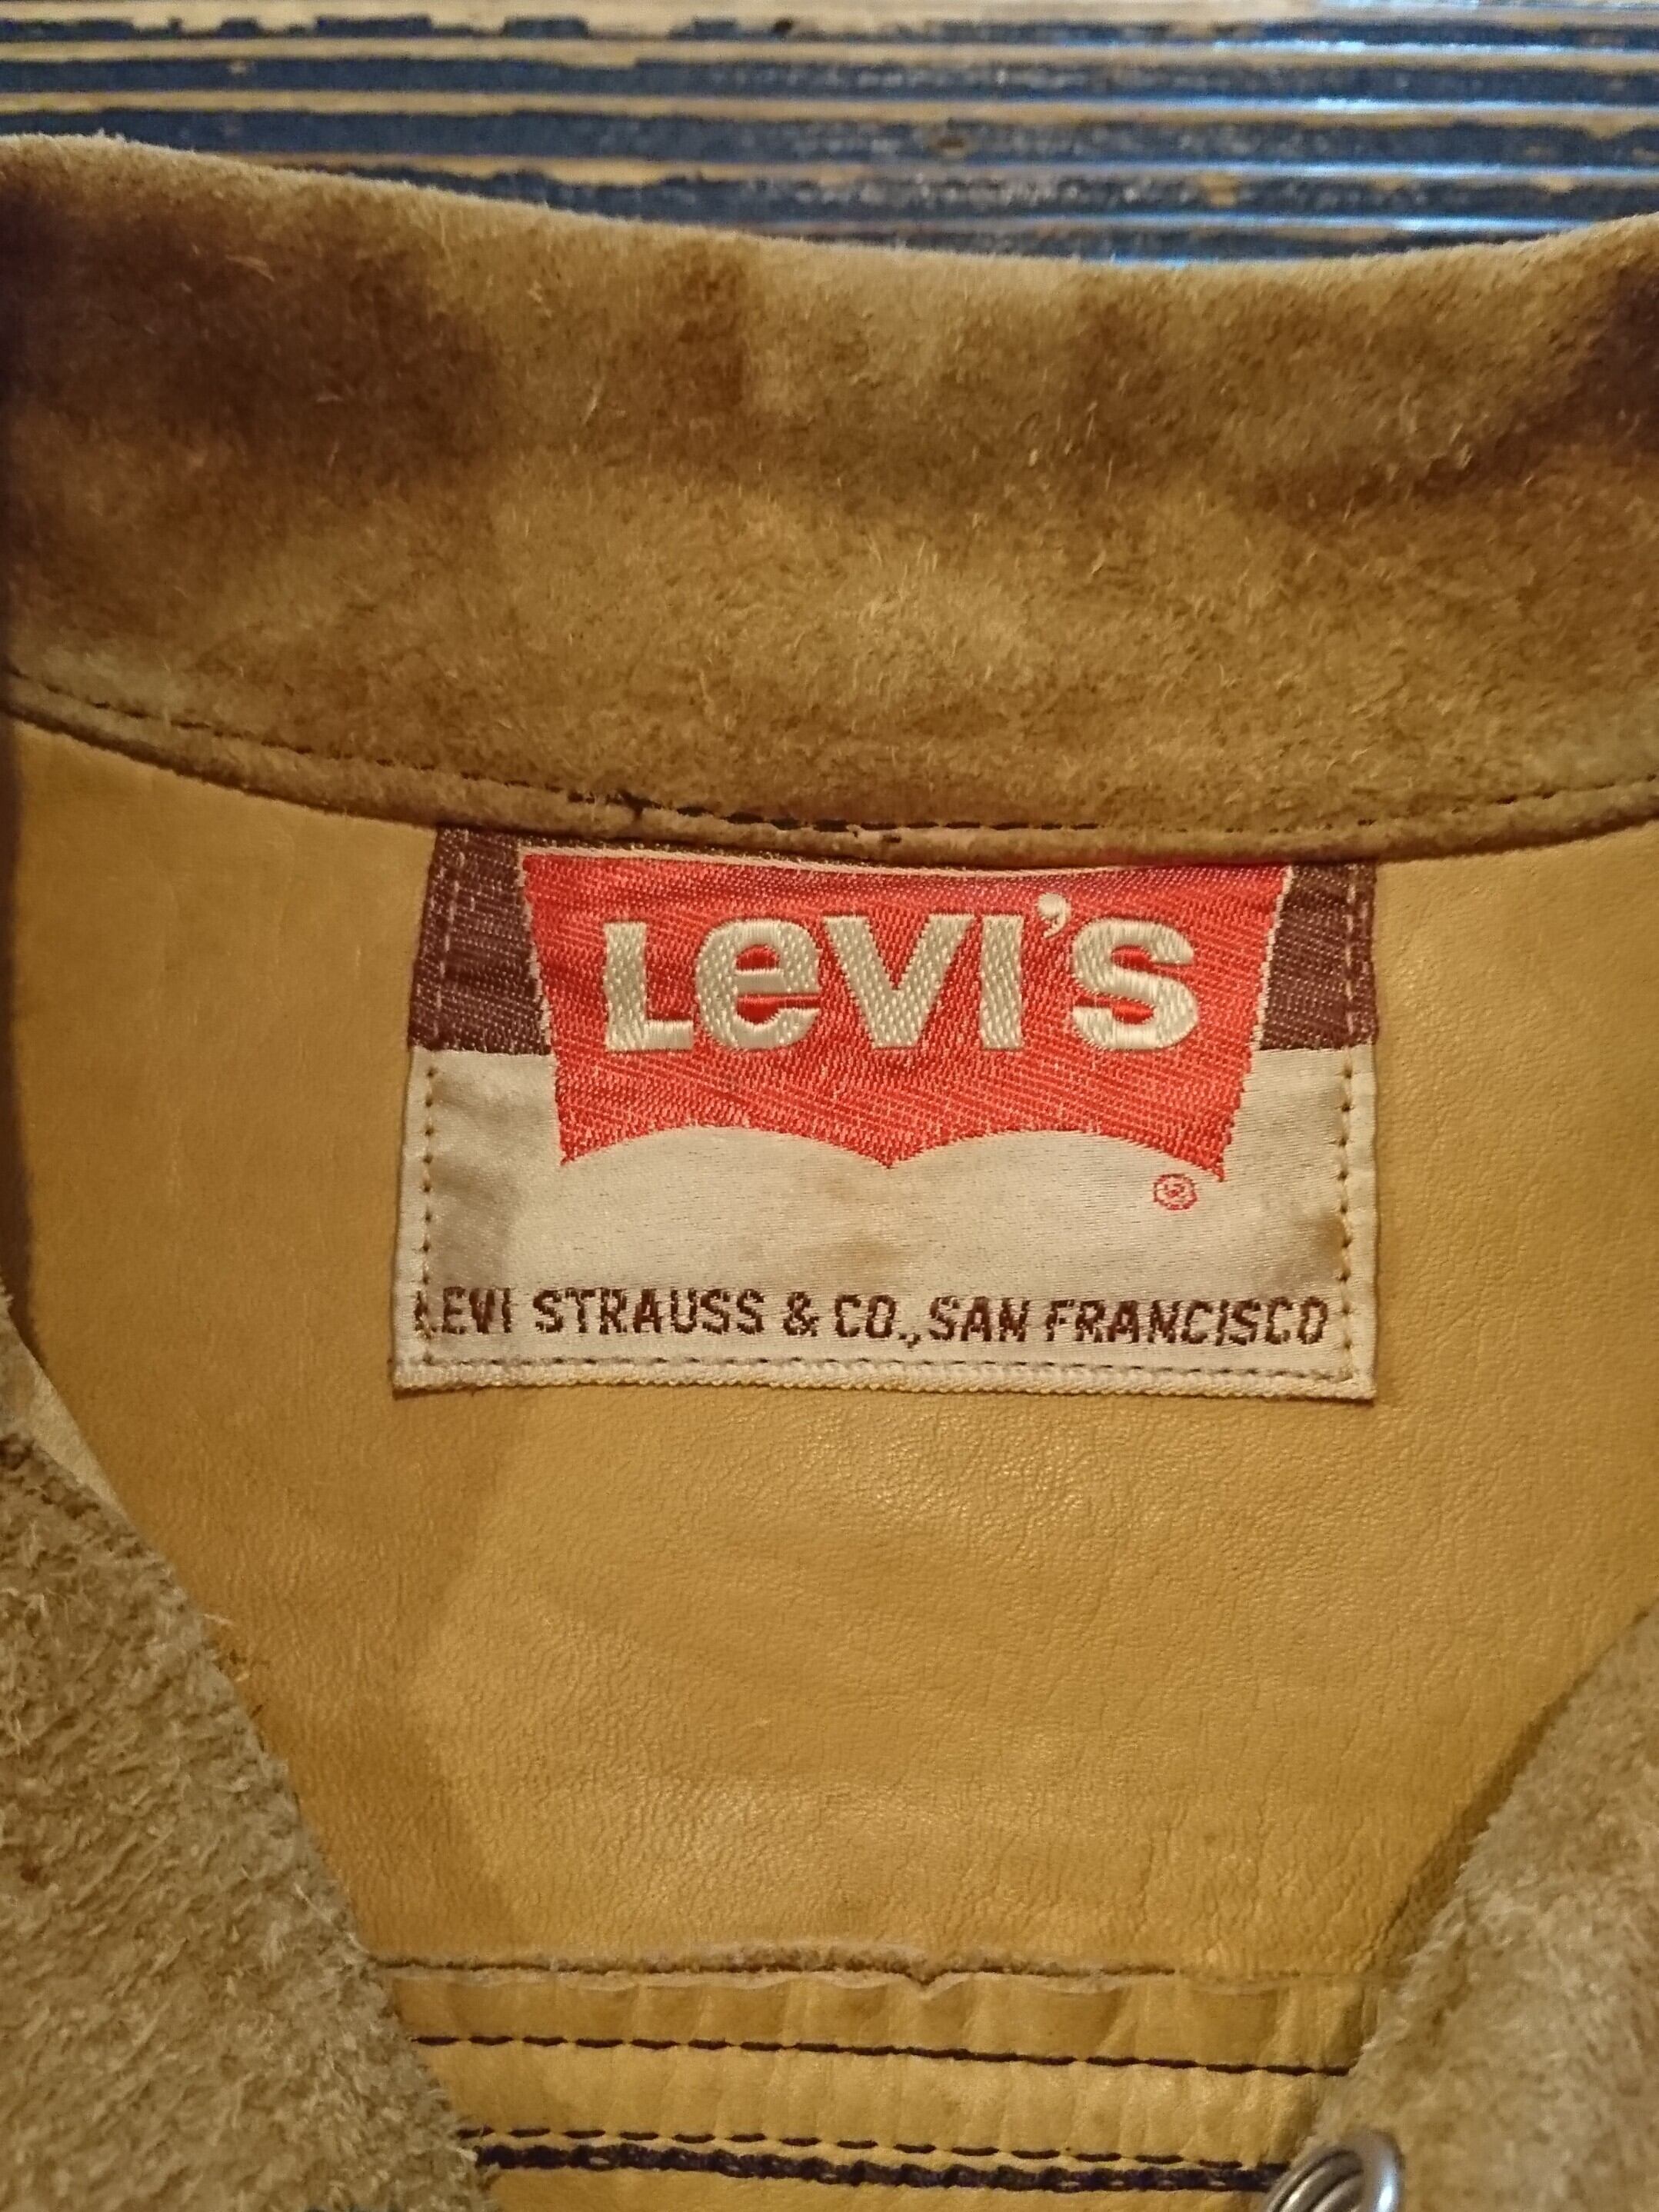 LeVI'S
®
LEVI STRAUSS & CO., SAN FRANCISCO